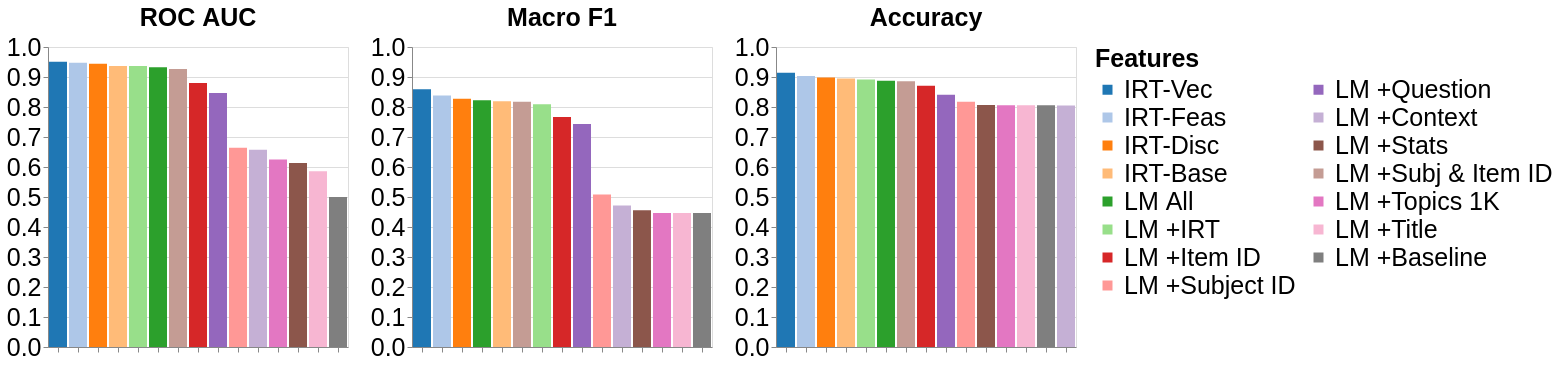 ROC AUC
1.0
0.9
0.8
0.7
0.6
0.5
0.4
0.3
0.2
0.1
0.0
Macro F1
1.0
0.9
0.8
0.7
0.6
0.5
0.4
0.3
0.2
0.1
0.0
Accuracy
1.0
0.9
0.8
0.7
0.6
0.5
0.4
0.3
0.2
0.1
0.0
Features
IRT-Vec
IRT-Feas
IRT-Disc
IRT-Base
LM All
LM +IRT
LM +Item ID
LM +Subject ID
LM +Question
LM +Context
LM +Stats
LM +Subj & Item ID
LM +Topics 1K
LM +Title
LM +Baseline